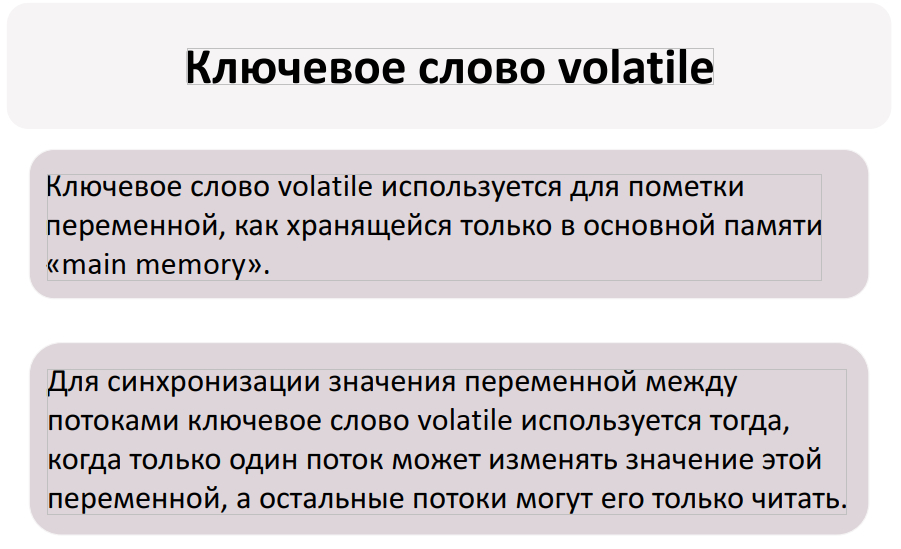 Ключевое слово volatile
Ключевое слово volatile используется для пометки
переменной, как хранящейся только в основной памяти
«main memory».
Для синхронизации значения переменной между
потоками ключевое слово volatile используется тогда,
когда только один поток может изменять значение этой
переменной, а остальные потоки могут его только читать.